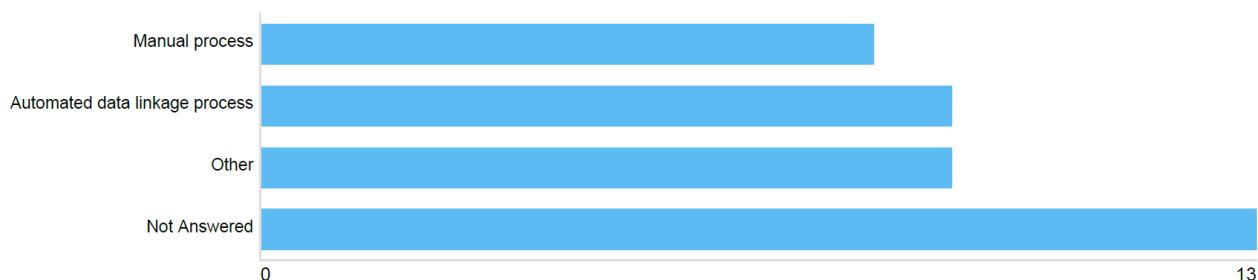 Manual process
Automated data linkage process
Other
Not Answered
0 13